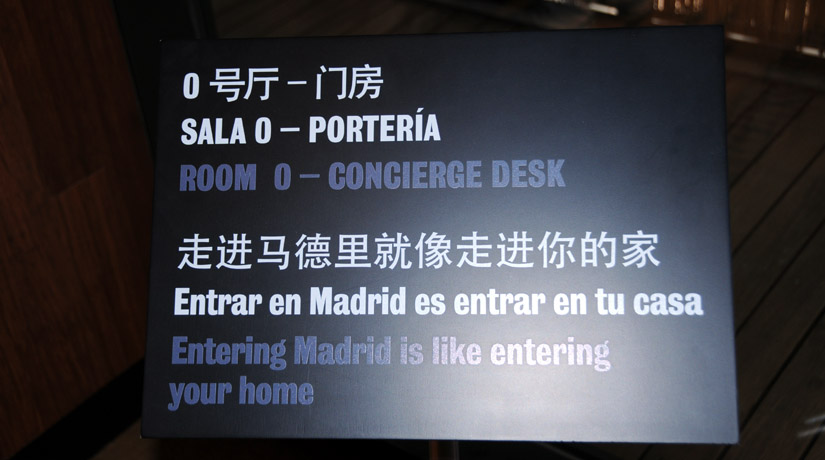 0 号厅 – 门房
SALA 0 – PORTERÍA
ROOM 0 – CONCIERGE DESK
走进马德里就像走进你的家
Entrar en Madrid es entrar en tu casa
Entering Madrid is like entering
your home